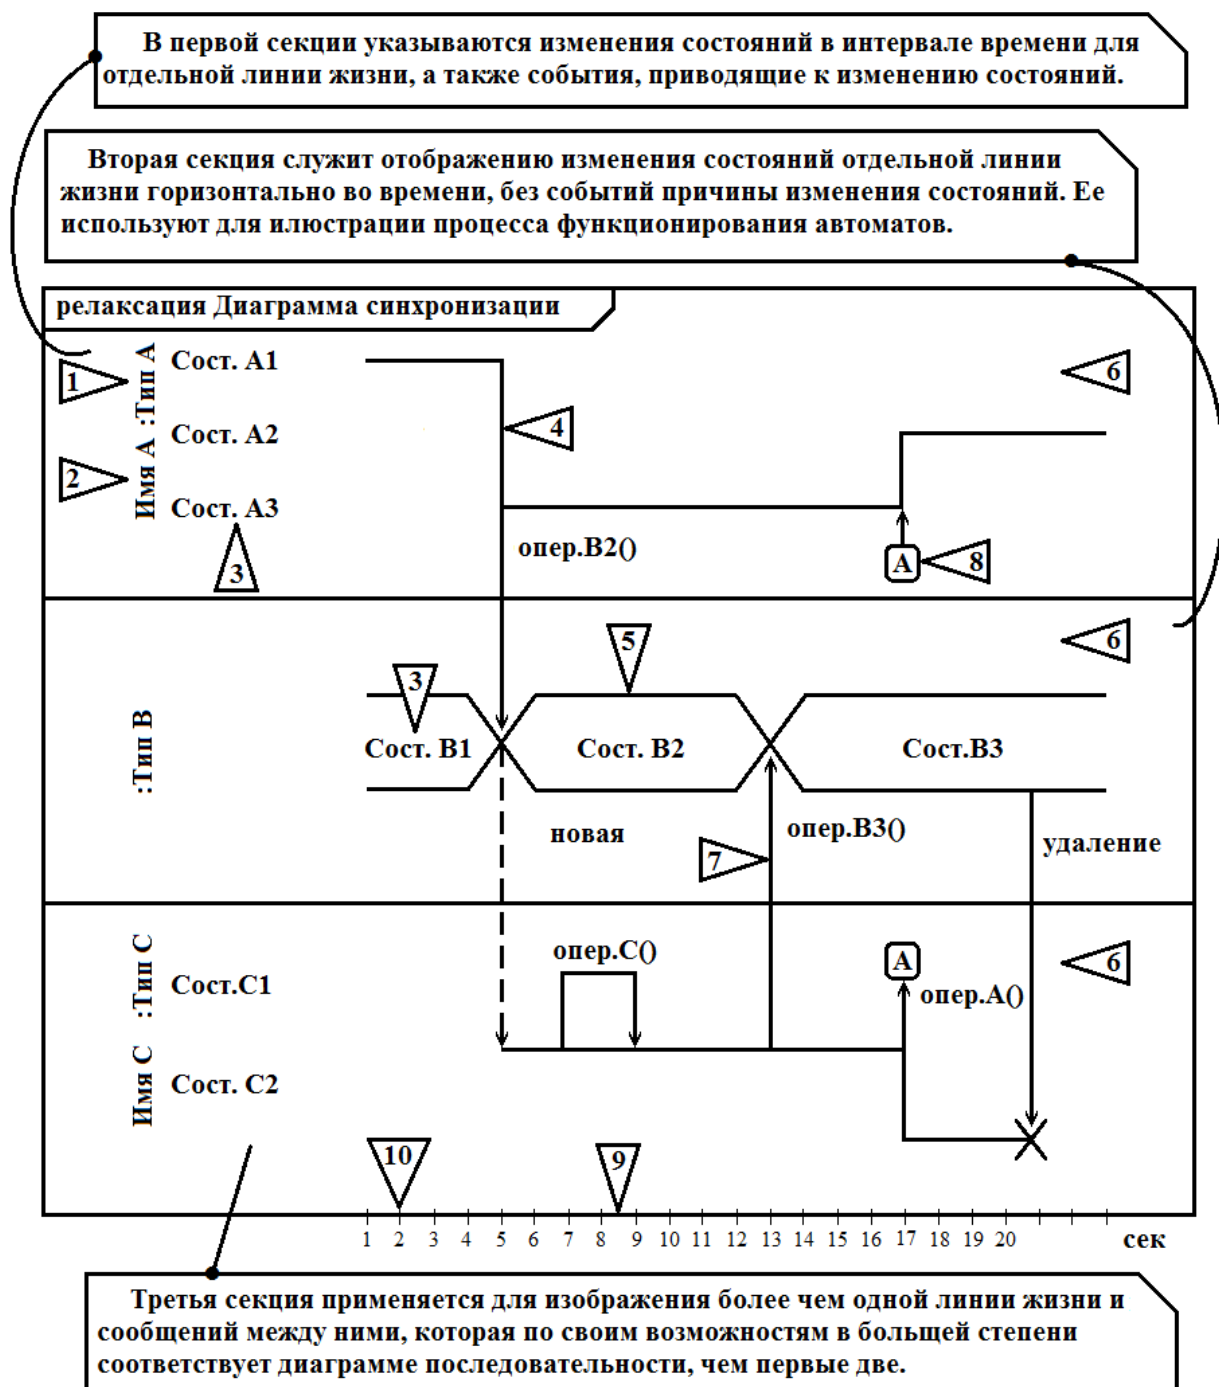 В первой секции указываются изменения состояний в интервале времени для
отдельной линии жизни, а также события, приводящие к изменению состояний.
Вторая секция служит отображению изменения состояний отдельной линии
жизни горизонтально во времени, без событий причины изменения состояний. Ее
используют для илюстрации процесса функционирования автоматов.
релаксация Диаграмма синхронизации
Имя А :Тип А
Сост. А1
1
6
4
Сост. А2
2
Сост. А3
опер.В2()
3
А
8
5
6
3
:Тип В
Сост. В1
Сост. В2
Сост.В3
новая
опер.В3()
7
удаление
Имя С :Тип С
опер.С()
А
6
Сост.С1
опер.А()
Сост. С2
10
9
1 2 3 4 5 6 7 8 9 10 11 12 13 14 15 16 17 18 19 20 сек
Третья секция применяется для изображения более чем одной линии жизни и
сообщений между ними, которая по своим возможностям в болыцей степени
соответствует диаграмме последовательности, чем первые две.